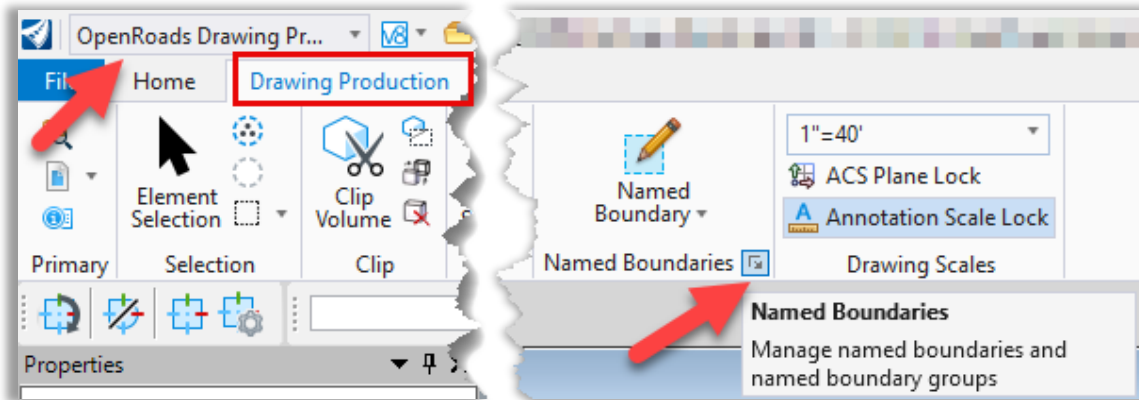 OpenRoads Drawing Pr...
V8
Home
Drawing Production
Element
Selection
Clip
Volume
Named
Boundary
1"=40'
ACS Plane Lock
A Annotation Scale Lock
Primary
Selection
Clip
Named Boundaries
Drawing Scales
Named Boundaries
Manage named boundaries and
named boundary groups
Properties